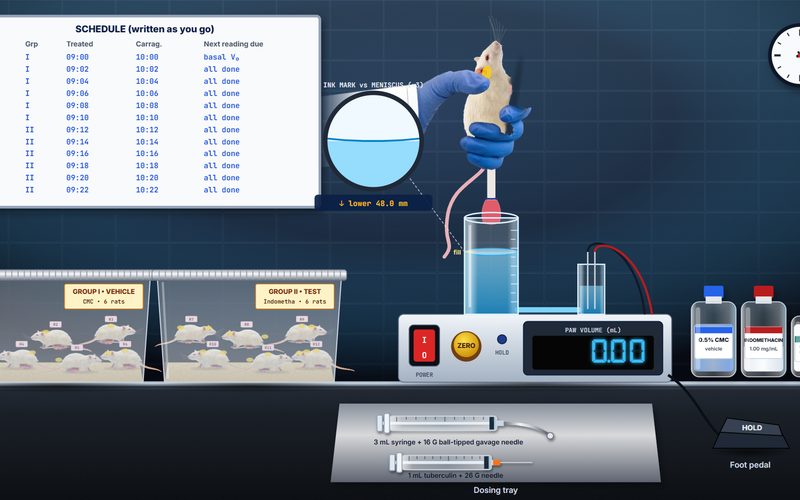 SCHEDULE (written as you go)
Grp Treated Carrag. Next reading due
I 09:00 10:00 basal V₀
I 09:02 10:02 all done
I 09:04 10:04 all done
I 09:06 10:06 all done
I 09:08 10:08 all done
I 09:10 10:10 all done
II 09:12 10:12 all done
II 09:14 10:14 all done
II 09:16 10:16 all done
II 09:18 10:18 all done
II 09:20 10:20 all done
II 09:22 10:22 all done
INK MARK vs MENISCUS
↓ lower 48.0 mm
fill
GROUP I • VEHICLE
CMC · 6 rats
GROUP II • TEST
Indometha · 6 rats
I
O
POWER
ZERO
HOLD
PAW VOLUME (mL)
0.00
0.5% CMC
vehicle
INDOMETHACIN
1.00 mg/mL
HOLD
Foot pedal
3 mL syringe + 16 G ball-tipped gavage needle
1 mL tuberculin + 26 G needle
Dosing tray